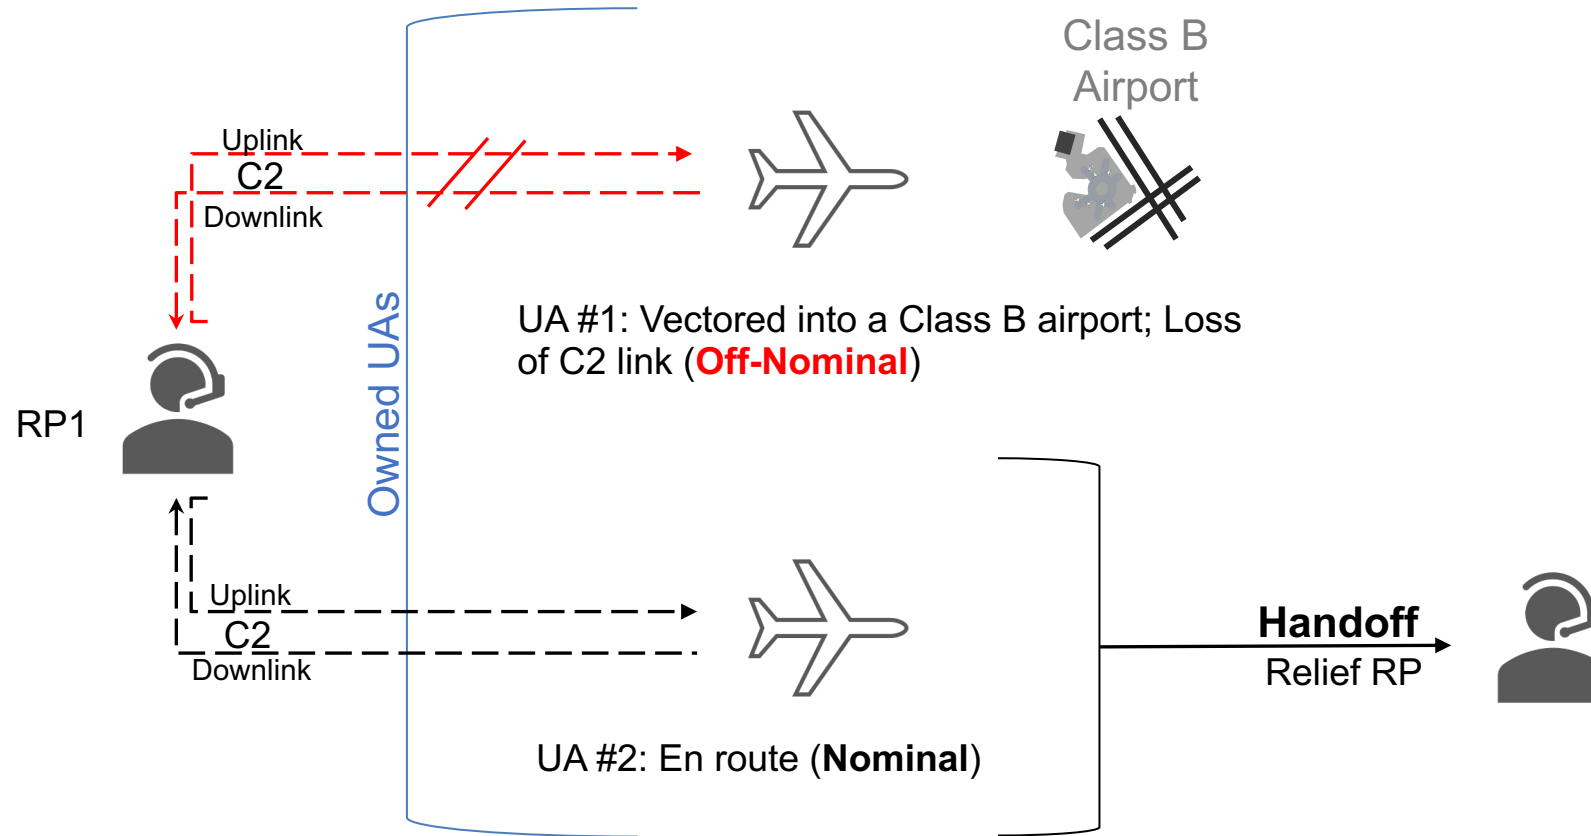 Class B
Airport
Uplink
C2
Downlink
UA #1: Vectored into a Class B airport; Loss
of C2 link (Off-Nominal)
Owned UAs
RP1
Uplink
C2
Downlink
Handoff
Relief RP
UA #2: En route (Nominal)